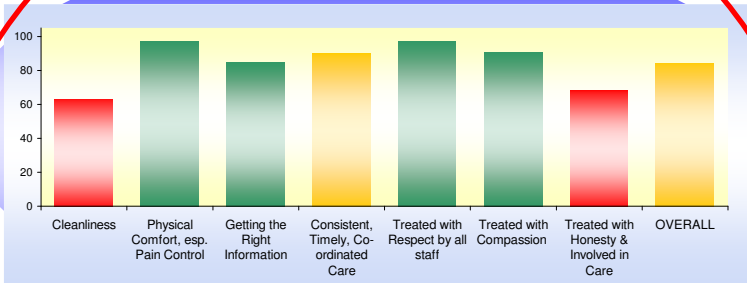 100
80
60
40
20
0
Cleanliness
Physical
Comfort, esp.
Pain Control
Getting the
Right
Information
Consistent,
Timely, Co-
ordinated
Care
Treated with
Respect by all
staff
Treated with
Compassion
Treated with
Honesty &
Involved in
Care
OVERALL